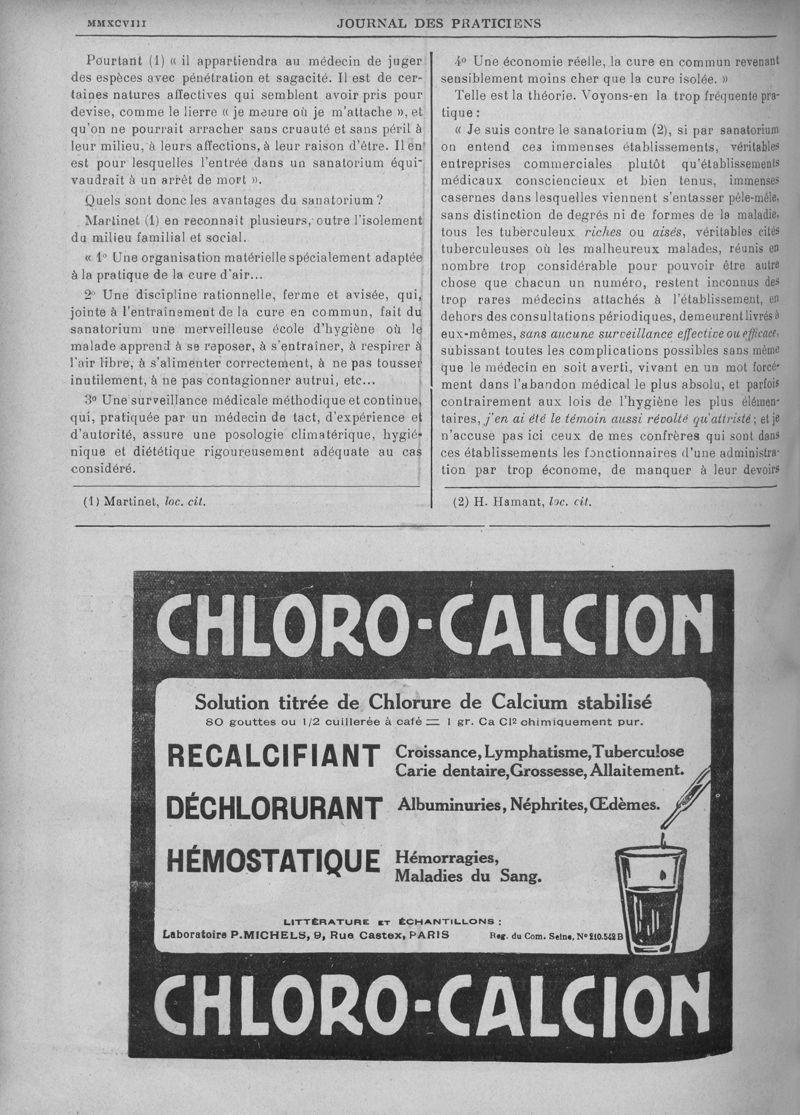 MMXCVIII
JOURNAL DES PRATICIENS
Pourtant (1) « il appartiendra au médecin de juger
des espèces avec pénétration et sagacité. Il est de cer-
taines natures affectives qui semblent avoir pris pour
devise, comme le lierre « je meure où je m'attache », et
qu'on ne pourrait arracher sans cruauté et sans péril à
leur milieu, à leurs affections, à leur raison d'être. Il en
est pour lesquelles l'entrée dans un sanatorium équi-
vaudrait à un arrêt de mort ».
Quels sont donc les avantages du sanatorium ?
Martinet (1) en reconnait plusieurs, outre l'isolement
du milieu familial et social.
« 1° Une organisation matérielle spécialement adaptée
à la pratique de la cure d'air...
2° Une discipline rationnelle, ferme et avisée, qui,
jointe à l'entraînement de la cure en commun, fait du
sanatorium une merveilleuse école d'hygiène où le
malade apprend à se reposer, à s'entraîner, à respirer à
l'air libre, à s'alimenter correctement, à ne pas tousser
inutilement, à ne pas contagionner autrui, etc...
3° Une surveillance médicale méthodique et continue,
qui, pratiquée par un médecin de tact, d'expérience et
d'autorité, assure une posologie climatérique, hygié-
nique et diététique rigoureusement adéquate au cas
considéré.
(1) Martinet, loc. cit.
4° Une économie réelle, la cure en commun revenant
sensiblement moins cher que la cure isolée. »
Telle est la théorie. Voyons-en la trop fréquente pra-
tique :
« Je suis contre le sanatorium (2), si par sanatorium
on entend ces immenses établissements, véritables
entreprises commerciales plutôt qu'établissements
médicaux consciencieux et bien tenus, immenses
casernes dans lesquelles viennent s'entasser pêle-mêle,
sans distinction de degrés ni de formes de la maladie,
tous les tuberculeux riches ou aisés, véritables cités
tuberculeuses où les malheureux malades, réunis en
nombre trop considérable pour pouvoir être autre
chose que chacun un numéro, restent inconnus des
trop rares médecins attachés à l'établissement, en
dehors des consultations périodiques, demeurent livrés à
eux-mêmes, sans aucune surveillance effective ou efficace,
subissant toutes les complications possibles sans même
que le médecin en soit averti, vivant en un mot forcé-
ment dans l'abandon médical le plus absolu, et parfois
contrairement aux lois de l'hygiène les plus élémen-
taires, j'en ai été le témoin aussi révolté qu'attristé ; et je
n'accuse pas ici ceux de mes confrères qui sont dans
ces établissements les fonctionnaires d'une administra-
tion par trop économe, de manquer à leur devoirs
(2) H. Hamant, loc. cit.
CHLORO-CALCION
Solution titrée de Chlorure de Calcium stabilisé
80 gouttes ou 1/2 cuillerée à café = 1 gr. Ca Cl² chimiquement pur.
RECALCIFIANT
Croissance, Lymphatisme, Tuberculose
Carie dentaire, Grossesse, Allaitement.
DÉCHLORURANT
Albuminuries, Néphrites, Œdèmes.
HÉMOSTATIQUE
Hémorragies,
Maladies du Sang.
LITTÉRATURE ET ÉCHANTILLONS :
Laboratoire P. MICHELS, 9, Rue Castex, PARIS
Reg. du Com. Seine, N° 210.542 B
CHLORO-CALCION